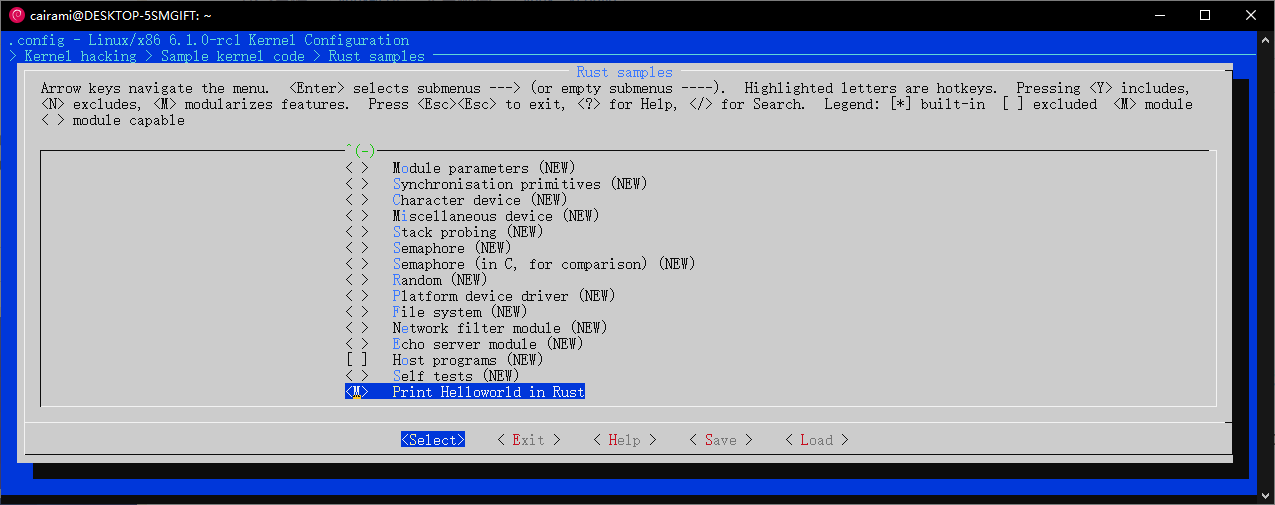 cairami@DESKTOP-5SMGIFT: ~
.config - Linux/x86 6.1.0-rc1 Kernel Configuration
> Kernel hacking > Sample kernel code > Rust samples
Rust samples
Arrow keys navigate the menu.  <Enter> selects submenus ---> (or empty submenus ----).  Highlighted letters are hotkeys.  Pressing <Y> includes,
<N> excludes, <M> modularizes features.  Press <Esc><Esc> to exit, <?> for Help, </> for Search.  Legend: [*] built-in  [ ] excluded  <M> module
< > module capable
^(-)
< >   Module parameters (NEW)
< >   Synchronisation primitives (NEW)
< >   Character device (NEW)
< >   Miscellaneous device (NEW)
< >   Stack probing (NEW)
< >   Semaphore (NEW)
< >   Semaphore (in C, for comparison) (NEW)
< >   Random (NEW)
< >   Platform device driver (NEW)
< >   File system (NEW)
< >   Network filter module (NEW)
< >   Echo server module (NEW)
[ ]   Host programs (NEW)
< >   Self tests (NEW)
<M>   Print Helloworld in Rust
<Select>    < Exit >    < Help >    < Save >    < Load >